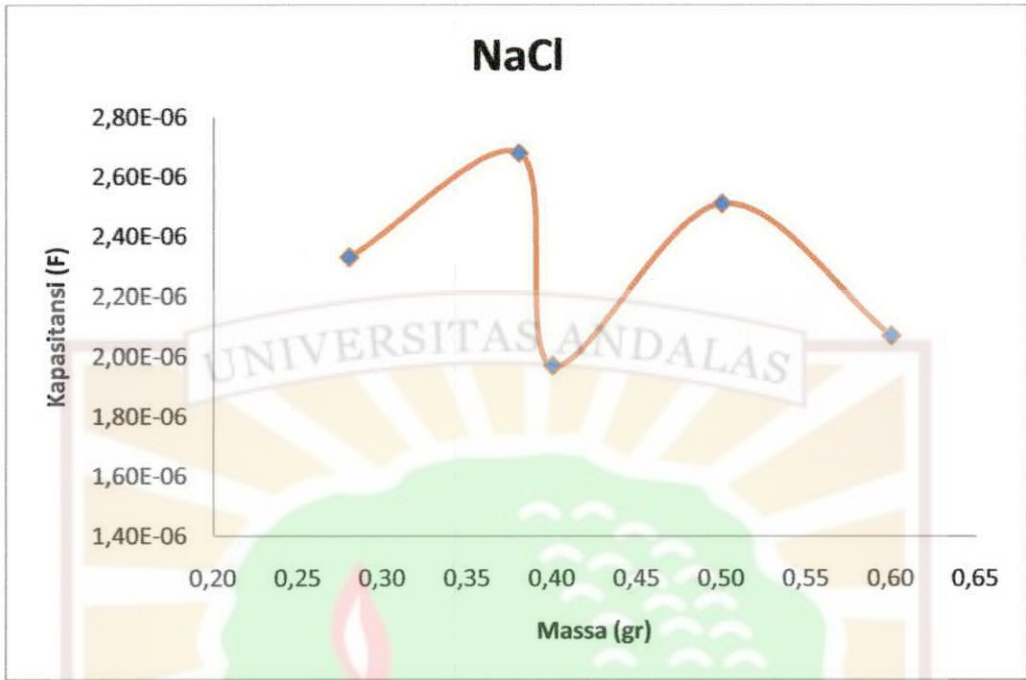 NaCl
2,80E-06
2,60E-06
2,40E-06
2,20E-06
2,00E-06
1,80E-06
1,60E-06
1,40E-06
Kapasitansi (F)
UNIVERSITAS ANDALAS
0,20 0,25 0,30 0,35 0,40 0,45 0,50 0,55 0,60 0,65
Massa (gr)